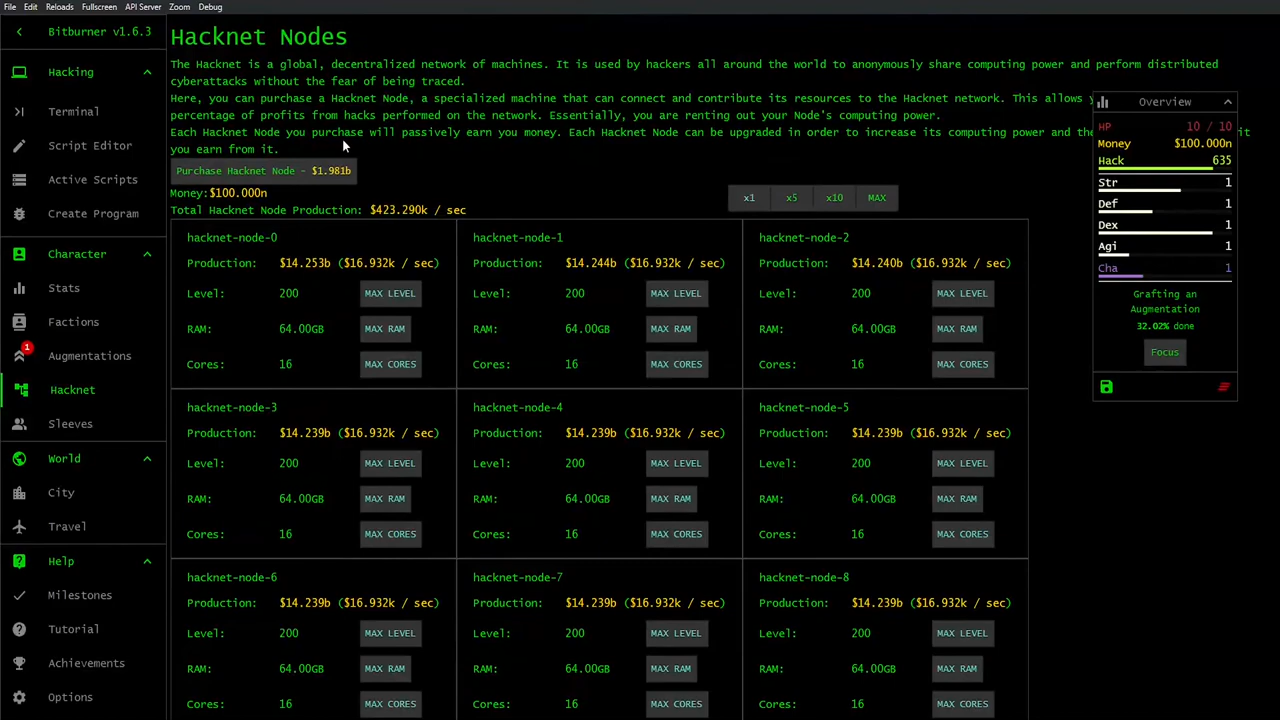 File Edit Reloads Fullscreen API Server Zoom Debug
Bitburner v1.6.3
Hacking
Terminal
Script Editor
Active Scripts
Create Program
Character
Stats
Factions
1
Augmentations
Hacknet
Sleeves
World
City
Travel
Help
Milestones
Tutorial
Achievements
Options
Hacknet Nodes
The Hacknet is a global, decentralized network of machines. It is used by hackers all around the world to anonymously share computing power and perform distributed
cyberattacks without the fear of being traced.
Here, you can purchase a Hacknet Node, a specialized machine that can connect and contribute its resources to the Hacknet network. This allows
percentage of profits from hacks performed on the network. Essentially, you are renting out your Node's computing power.
Each Hacknet Node you purchase will passively earn you money. Each Hacknet Node can be upgraded in order to increase its computing power and the
it
you earn from it.
Purchase Hacknet Node - $1.981b
Money:$100.000n
Total Hacknet Node Production: $423.290k / sec
x1 x5 x10 MAX
hacknet-node-0
Production: $14.253b ($16.932k / sec)
Level: 200 MAX LEVEL
RAM: 64.00GB MAX RAM
Cores: 16 MAX CORES
hacknet-node-1
Production: $14.244b ($16.932k / sec)
Level: 200 MAX LEVEL
RAM: 64.00GB MAX RAM
Cores: 16 MAX CORES
hacknet-node-2
Production: $14.240b ($16.932k / sec)
Level: 200 MAX LEVEL
RAM: 64.00GB MAX RAM
Cores: 16 MAX CORES
hacknet-node-3
Production: $14.239b ($16.932k / sec)
Level: 200 MAX LEVEL
RAM: 64.00GB MAX RAM
Cores: 16 MAX CORES
hacknet-node-4
Production: $14.239b ($16.932k / sec)
Level: 200 MAX LEVEL
RAM: 64.00GB MAX RAM
Cores: 16 MAX CORES
hacknet-node-5
Production: $14.239b ($16.932k / sec)
Level: 200 MAX LEVEL
RAM: 64.00GB MAX RAM
Cores: 16 MAX CORES
hacknet-node-6
Production: $14.239b ($16.932k / sec)
Level: 200 MAX LEVEL
RAM: 64.00GB MAX RAM
Cores: 16 MAX CORES
hacknet-node-7
Production: $14.239b ($16.932k / sec)
Level: 200 MAX LEVEL
RAM: 64.00GB MAX RAM
Cores: 16 MAX CORES
hacknet-node-8
Production: $14.239b ($16.932k / sec)
Level: 200 MAX LEVEL
RAM: 64.00GB MAX RAM
Cores: 16 MAX CORES
Overview
HP 10 / 10
Money $100.000n
Hack 635
Str 1
Def 1
Dex 1
Agi 1
Cha 1
Grafting an
Augmentation
32.02% done
Focus